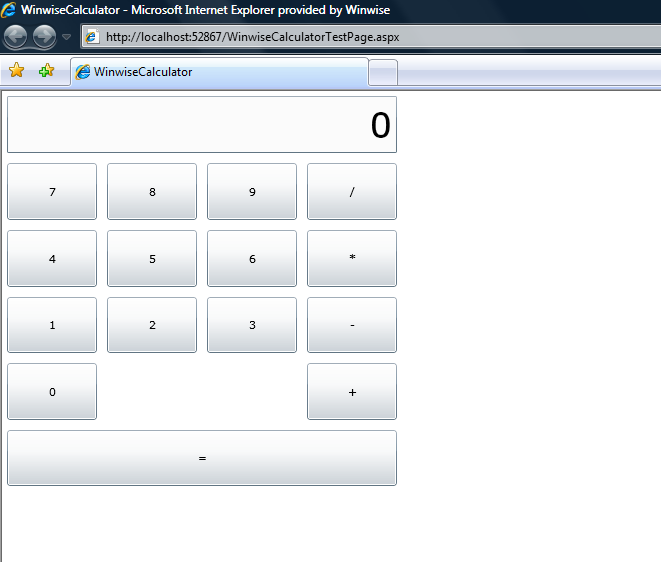 WinwiseCalculator - Microsoft Internet Explorer provided by Winwise
http://localhost:52867/WinwiseCalculatorTestPage.aspx
WinwiseCalculator
0
7 8 9 /
4 5 6 *
1 2 3 -
0 +
=